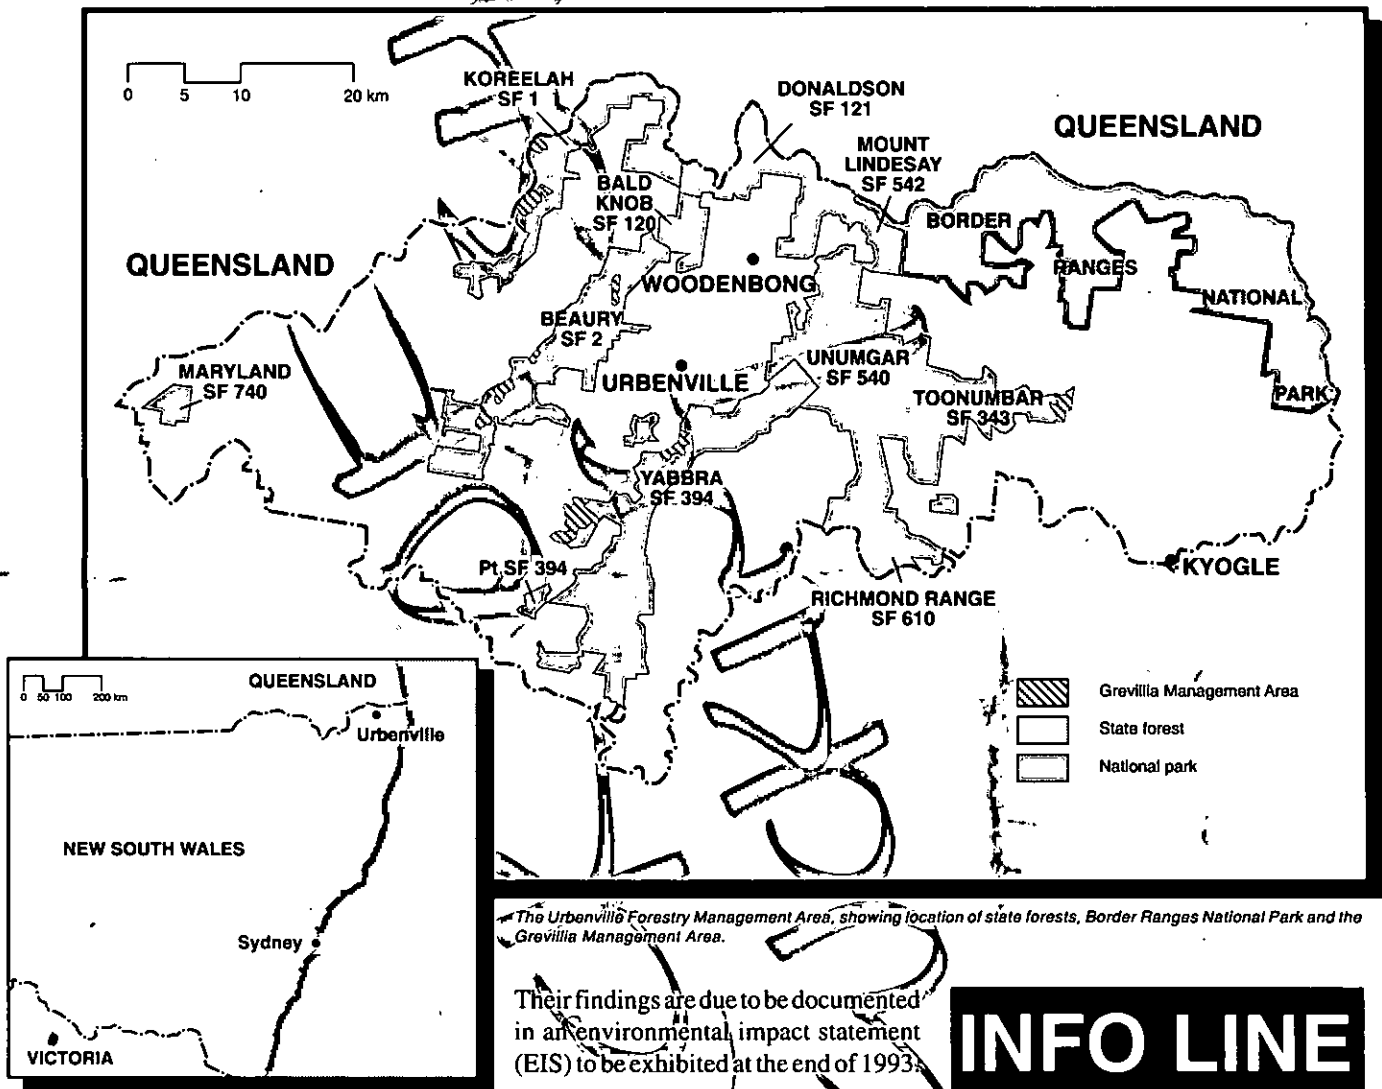 0 5 10 20 km
KOREELAH
SF 1
DONALDSON
SF 121
QUEENSLAND
MOUNT
LINDESAY
SF 542
BALD
KNOB
SF 120
BORDER
RANGES
NATIONAL
PARK
QUEENSLAND
WOODENBONG
BEAURY
SF 2
MARYLAND
SF 740
URBENVILLE
UNUMGAR
SF 540
TOONUMBAR
SF 343
YABBRA
SF 394
Pt SF 394
KYOGLE
RICHMOND RANGE
SF 610
Grevillia Management Area
State forest
National park
0 50 100 200 km
QUEENSLAND
Urbenville
NEW SOUTH WALES
Sydney
VICTORIA
The Urbenville Forestry Management Area, showing location of state forests, Border Ranges National Park and the
Grevillia Management Area.
Their findings are due to be documented
in an environmental impact statement
(EIS) to be exhibited at the end of 1993.
INFO LINE